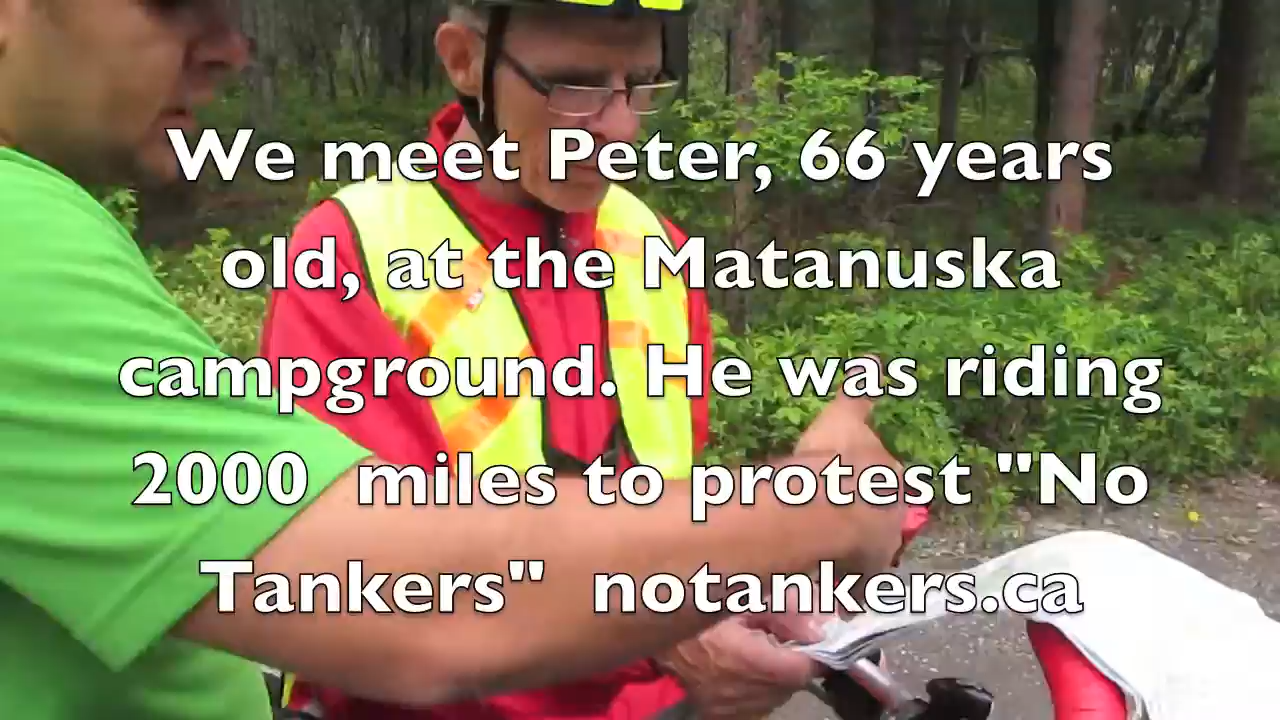 We meet Peter, 66 years
old, at the Matanuska
campground. He was riding
2000  miles to protest "No
Tankers"  notankers.ca